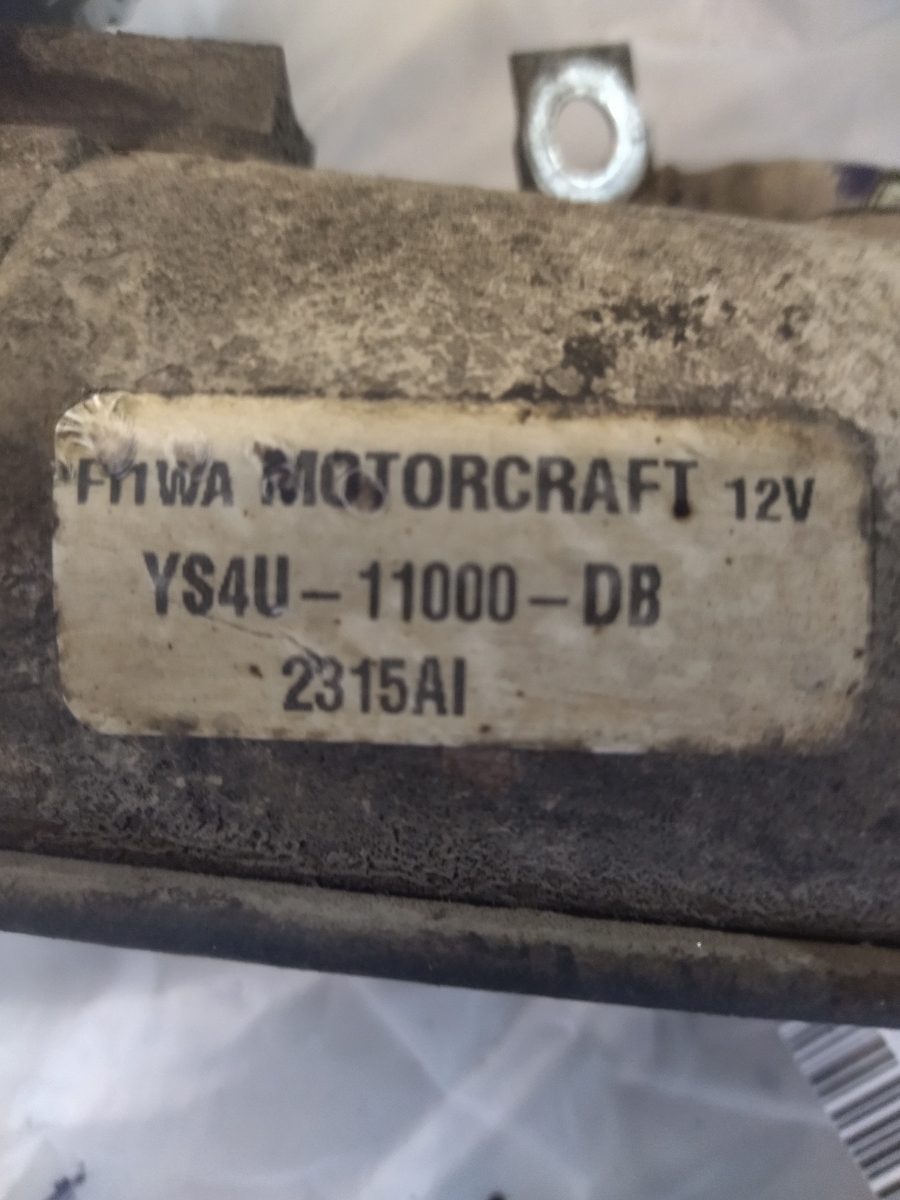 MOTORCRAFT 12V
YS4U-11000-DB
2315AI